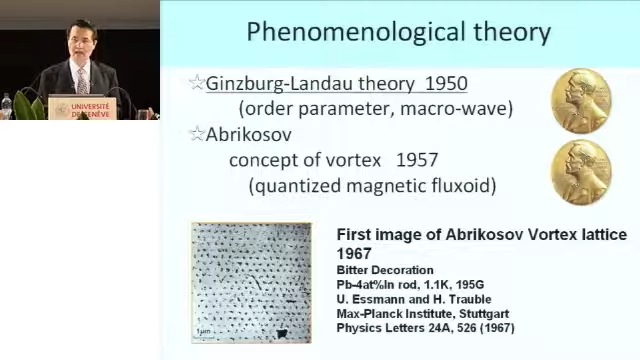 Phenomenological theory
☆Ginzburg-Landau theory 1950
(order parameter, macro-wave)
☆Abrikosov
concept of vortex 1957
(quantized magnetic fluxoid)
UNIVERSITÉ
DE GENÈVE
First image of Abrikosov Vortex lattice
1967
Bitter Decoration
Pb-4at%In rod, 1.1K, 195G
U. Essmann and H. Trauble
Max-Planck Institute, Stuttgart
Physics Letters 24A, 526 (1967)
1μm